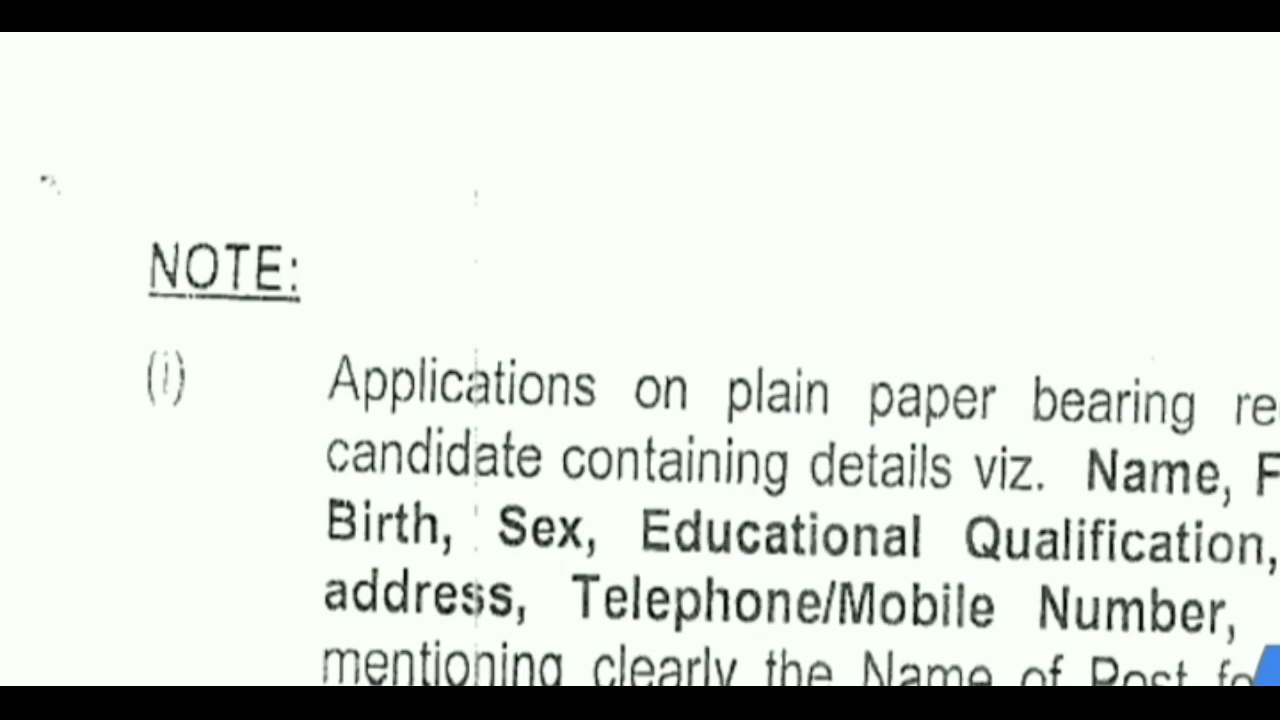 NOTE:
(i) Applications on plain paper bearing
candidate containing details viz. Name,
Birth, Sex, Educational Qualification,
address, Telephone/Mobile Number,
mentioning clearly the Name of Post